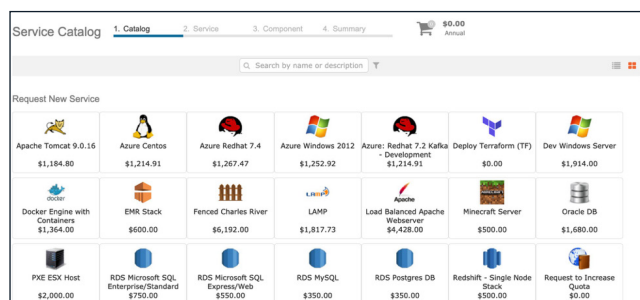 Service Catalog
1. Catalog
2. Service
3. Component
4. Summary
$0.00
Annual
Search by name or description
Request New Service
Apache Tomcat 9.0.16
$1,184.80
Azure Centos
$1,214.91
Azure Redhat 7.4
$1,267.47
Azure Windows 2012
$1,252.92
Azure: Redhat 7.2 Kafka
- Development
$1,214.91
Deploy Terraform (TF)
$0.00
Dev Windows Server
$1,914.00
docker
Docker Engine with
Containers
$1,364.00
EMR Stack
$600.00
Fenced Charles River
$6,192.00
LAMP
LAMP
$1,817.73
Apache
Load Balanced Apache
Webserver
$4,428.00
Minecraft Server
$500.00
Oracle DB
$1,680.00
PXE ESX Host
$2,000.00
RDS Microsoft SQL
Enterprise/Standard
$750.00
RDS Microsoft SQL
Express/Web
$550.00
RDS MySQL
$350.00
RDS Postgres DB
$350.00
Redshift - Single Node
Stack
$500.00
Request to Increase
Quota
$0.00